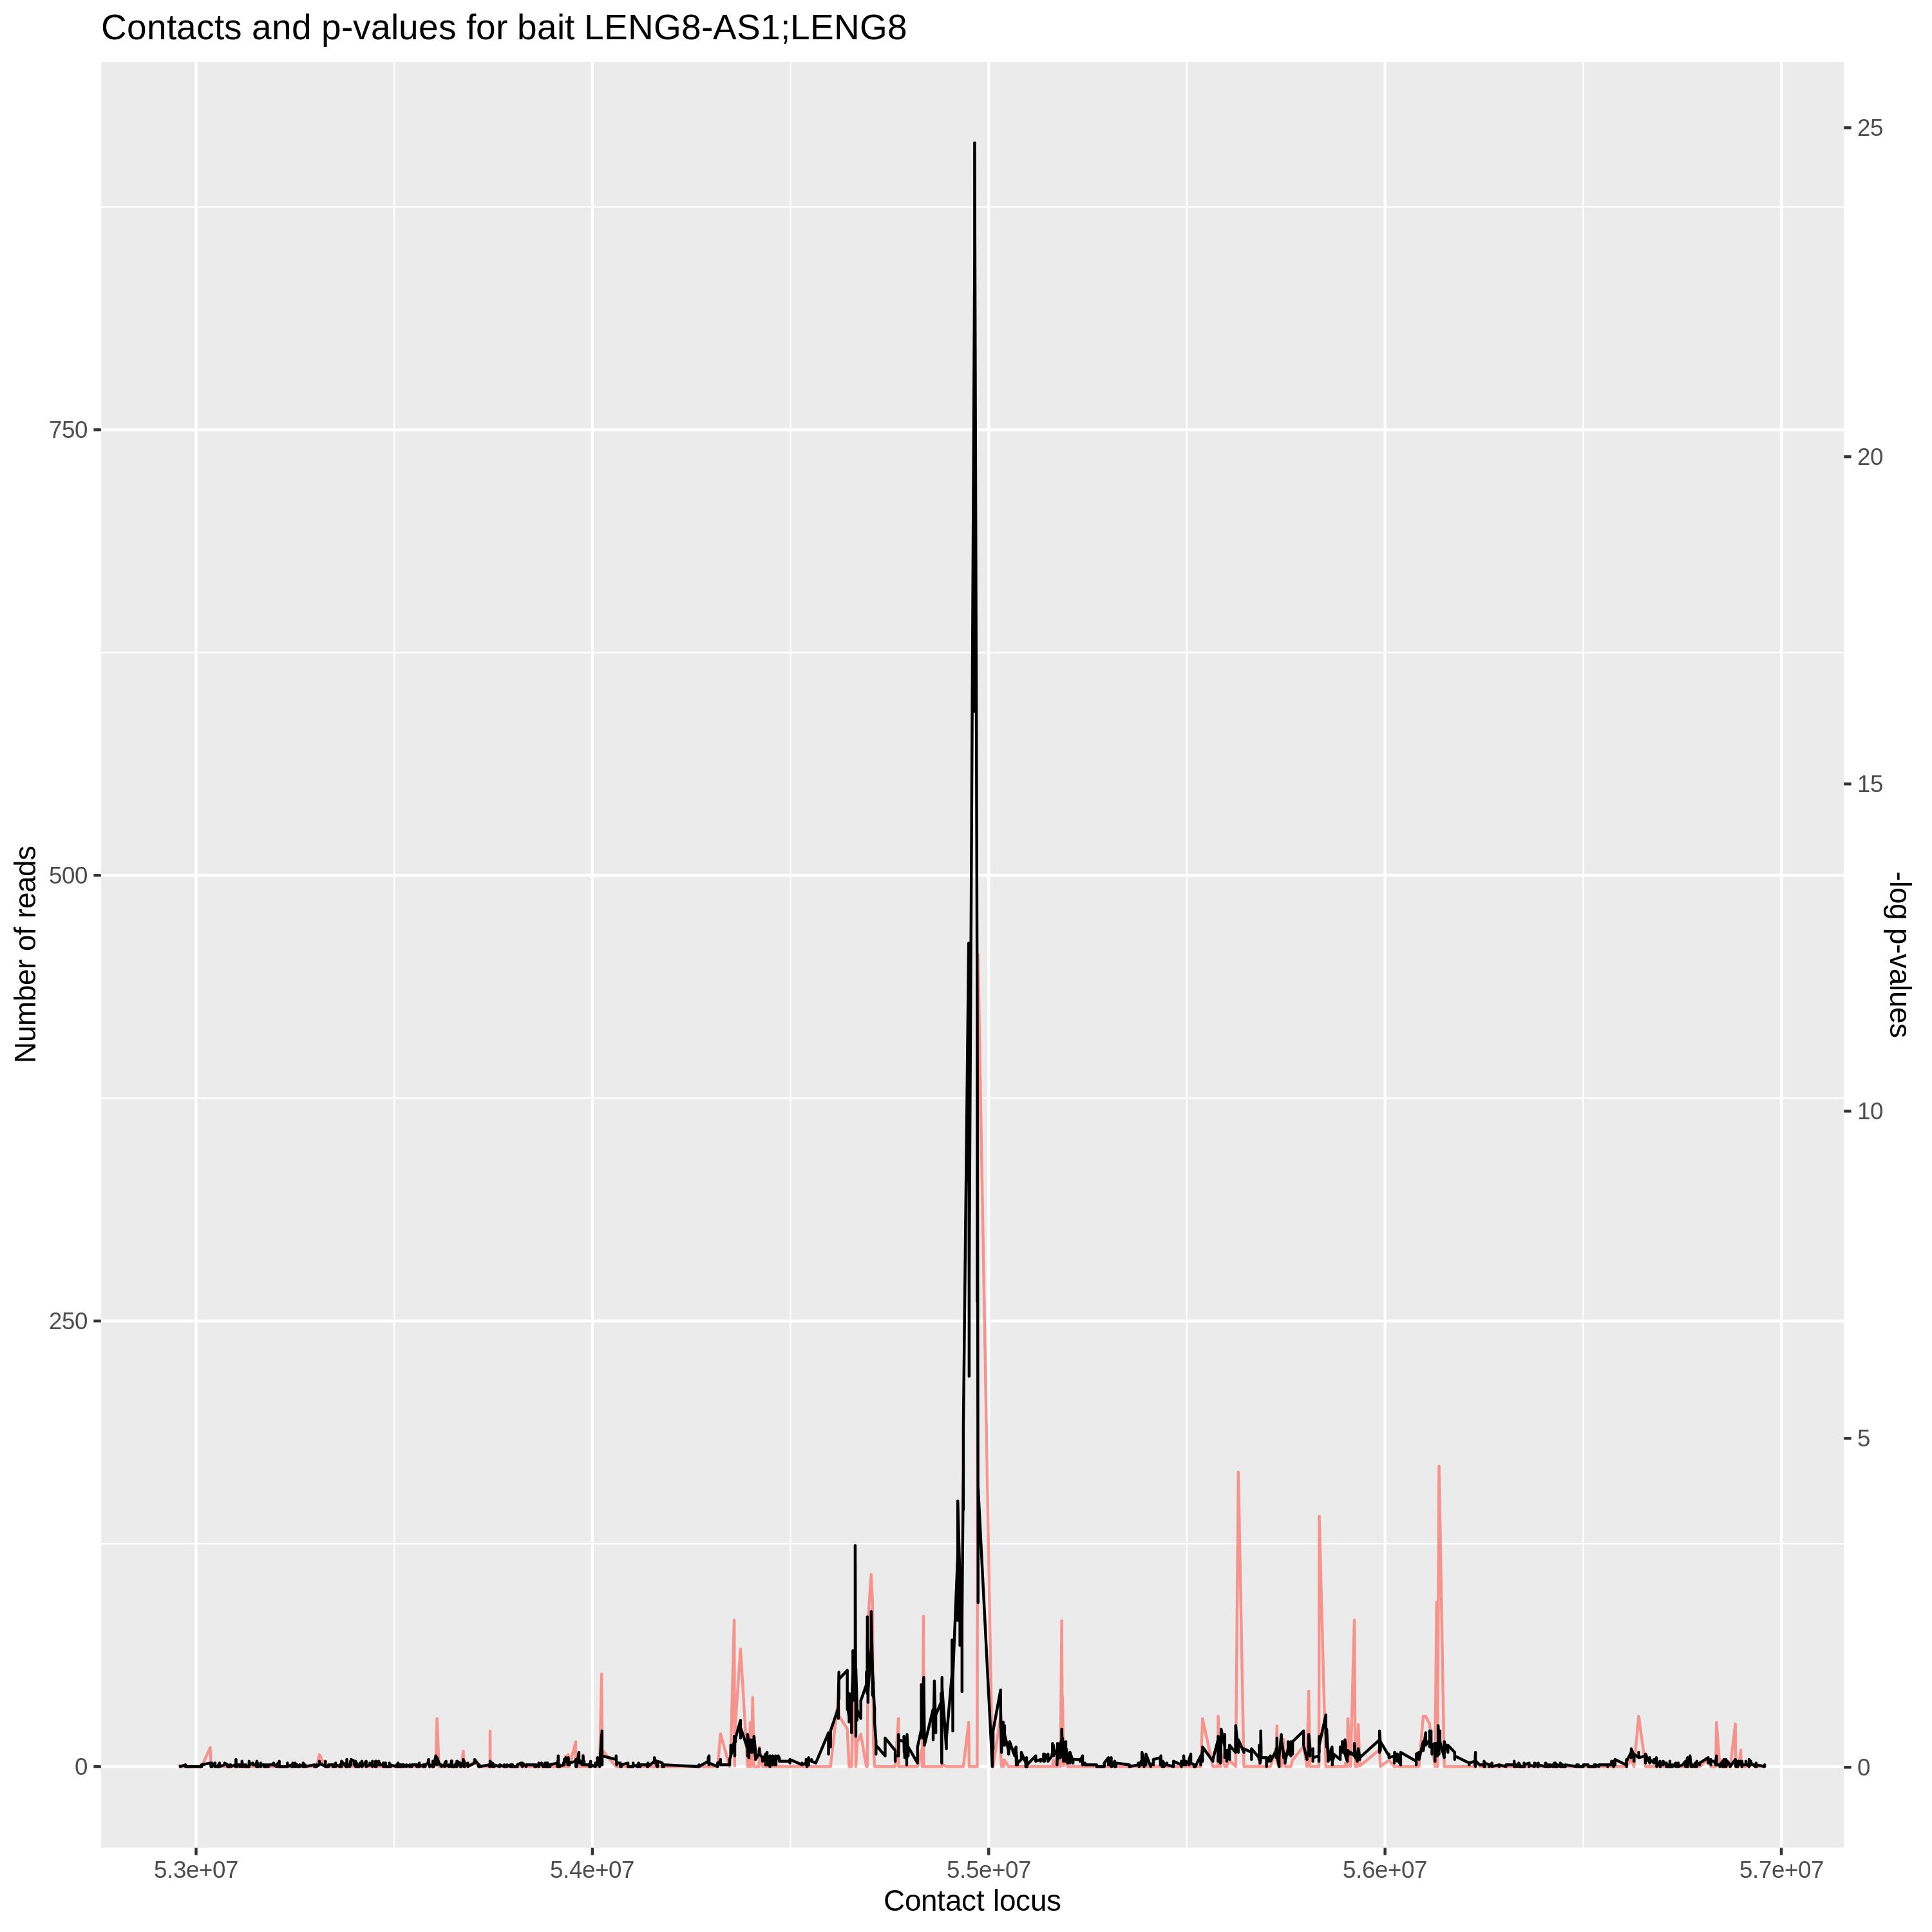 Contacts and p-values for bait LENG8-AS1;LENG8
Number of reads
750
500
250
0
25
20
15
10
5
0
-log p-values
5.3e+07 5.4e+07 5.5e+07 5.6e+07 5.7e+07
Contact locus